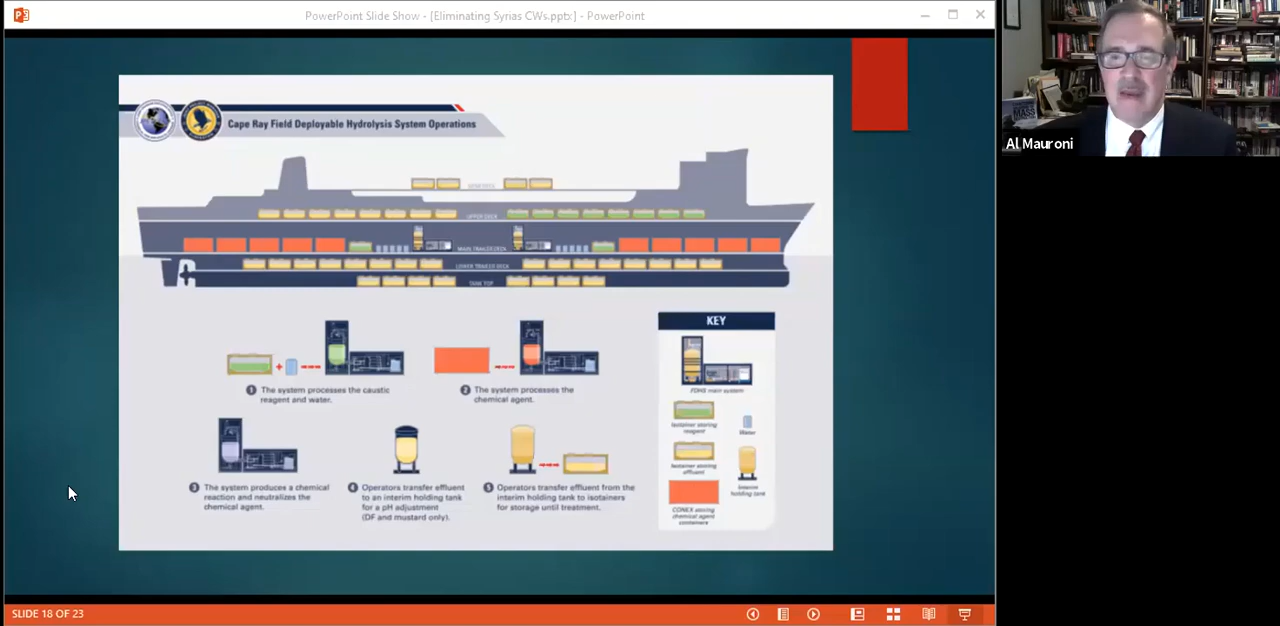 PowerPoint Slide Show - [Eliminating Syrias CWs.pptx] - PowerPoint
Al Mauroni
Cape Ray Field Deployable Hydrolysis System Operations
UPPER DECK
MAIN TRAILER DECK
LOWER TRAILER DECK
TANK TOP
KEY
FDHS main system
Isotainer storing
reagent
Water
Isotainer storing
effluent
Interim
holding tank
CONEX storing
chemical agent
containers
1 The system processes the caustic
reagent and water.
2 The system processes the
chemical agent.
3 The system produces a chemical
reaction and neutralizes the
chemical agent.
4 Operators transfer effluent
to an interim holding tank
for a pH adjustment
(DF and mustard only).
5 Operators transfer effluent from the
interim holding tank to isotainers
for storage until treatment.
SLIDE 18 OF 23